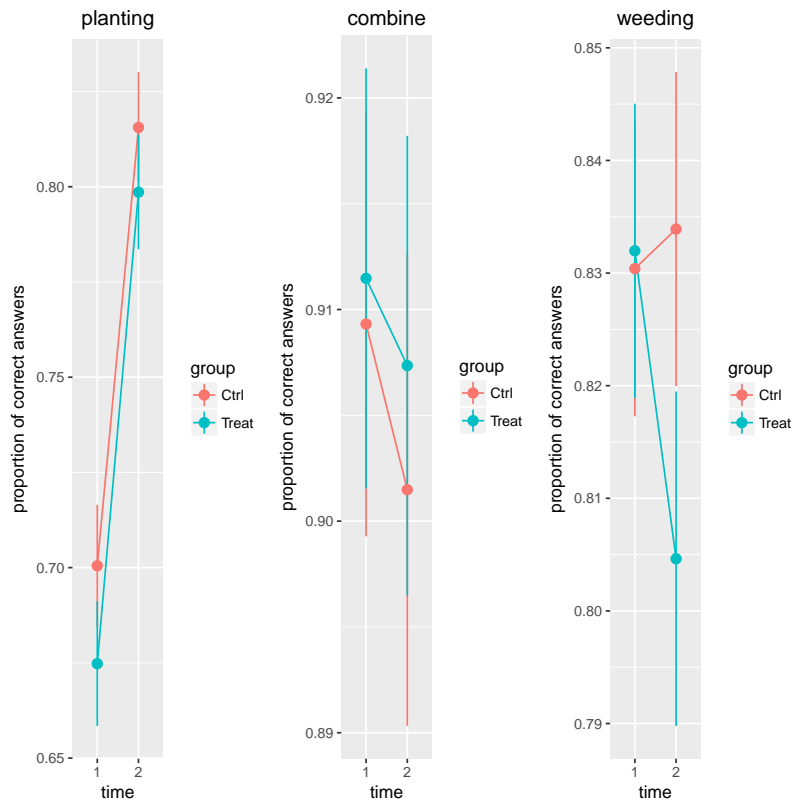 planting
0.80
0.75
0.70
0.65
proportion of correct answers
1 2
time
group
Ctrl
Treat
combine
0.92
0.91
0.90
0.89
proportion of correct answers
1 2
time
group
Ctrl
Treat
weeding
0.85
0.84
0.83
0.82
0.81
0.80
0.79
proportion of correct answers
1 2
time
group
Ctrl
Treat